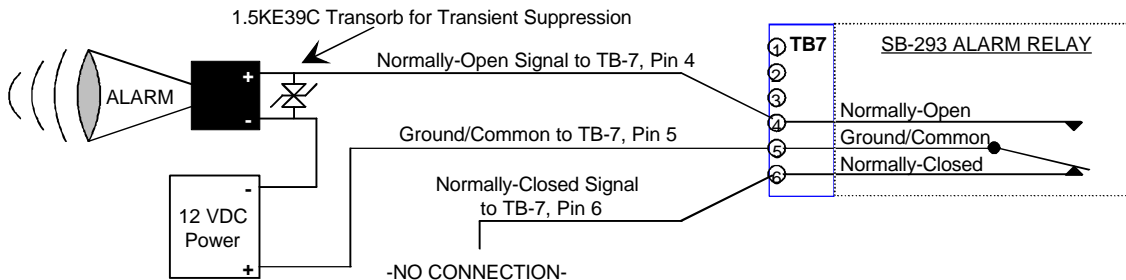 1.5KE39C Transorb for Transient Suppression
TB7
SB-293 ALARM RELAY
1
2
3
4
5
6
+
-
ALARM
Normally-Open Signal to TB-7, Pin 4
Normally-Open
Ground/Common to TB-7, Pin 5
Ground/Common
Normally-Closed
Normally-Closed Signal
to TB-7, Pin 6
-
12 VDC
Power
+
-NO CONNECTION-